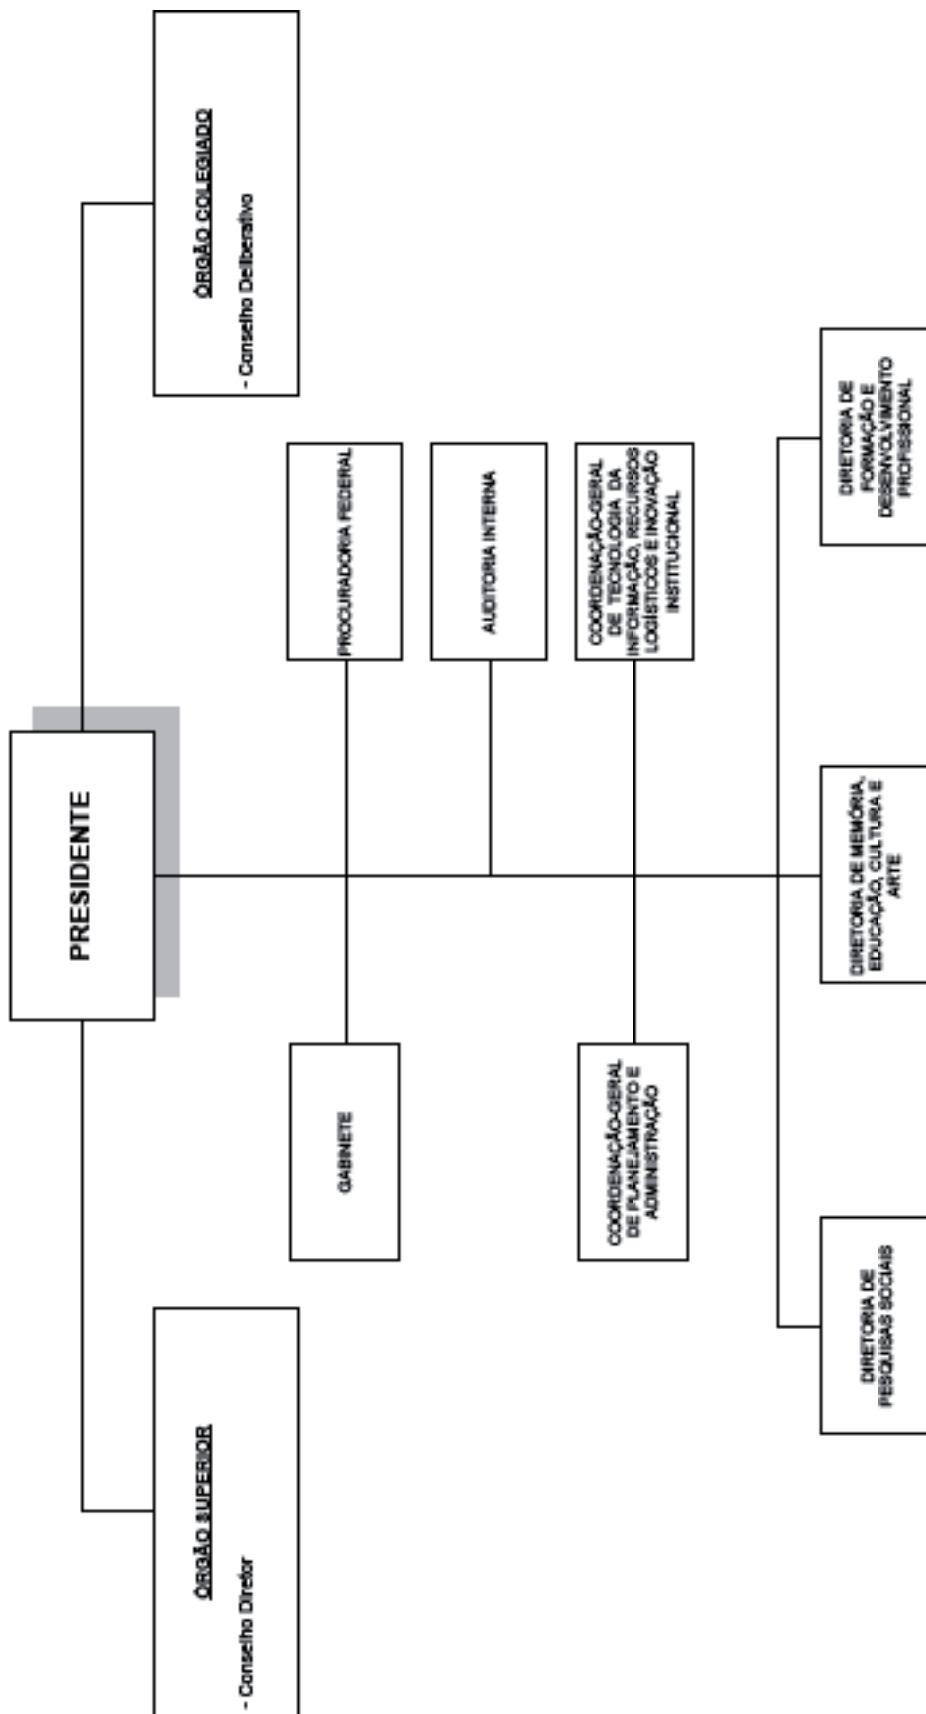 PRESIDENTE
ÓRGÃO SUPERIOR
- Conselho Diretor
ÓRGÃO COLEGIADO
- Conselho Deliberativo
GABINETE
PROCURADORIA FEDERAL
AUDITORIA INTERNA
COORDENAÇÃO-GERAL
DE PLANEJAMENTO E
ADMINISTRAÇÃO
COORDENAÇÃO-GERAL
DE TECNOLOGIA DA
INFORMAÇÃO, RECURSOS
LOGÍSTICOS E INOVAÇÃO
INSTITUCIONAL
DIRETORIA DE
PESQUISAS SOCIAIS
DIRETORIA DE MEMÓRIA,
EDUCAÇÃO, CULTURA E
ARTE
DIRETORIA DE
FORMAÇÃO E
DESENVOLVIMENTO
PROFISSIONAL